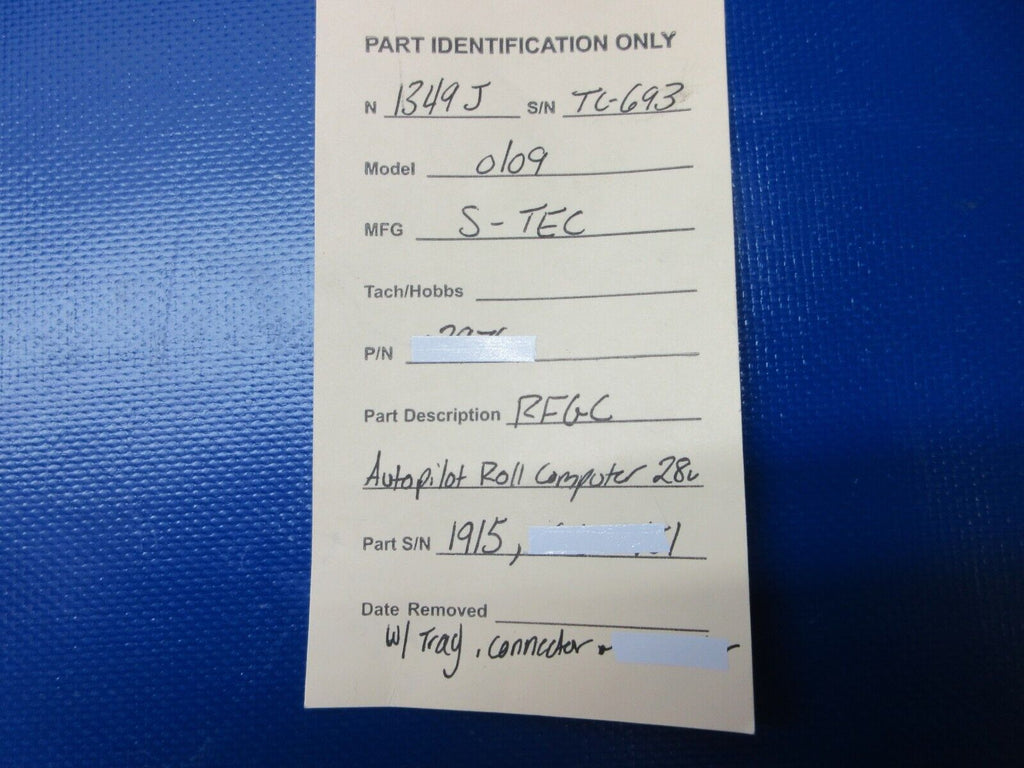 PART IDENTIFICATION ONLY
N 1349J S/N TC-693
Model 0109
MFG S-TEC
Tach/Hobbs
P/N
Part Description RFGC
Autopilot Roll Computer 28v
Part S/N 1915,
Date Removed
w/ Tray, connector